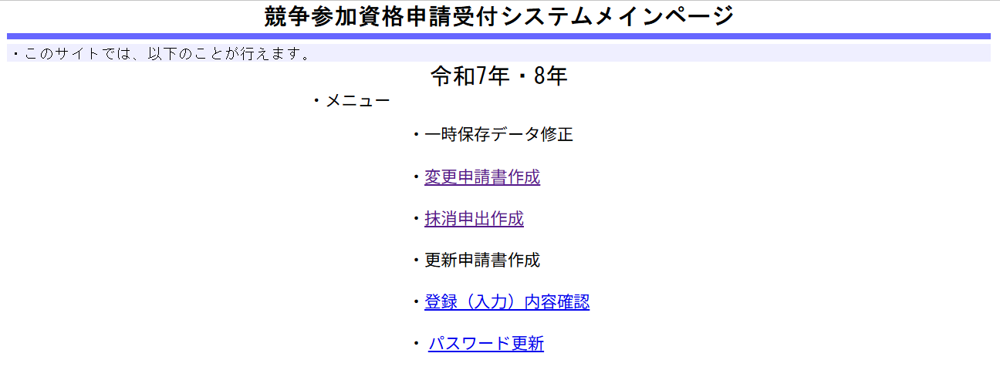 競争参加資格申請受付システムメインページ
・このサイトでは、以下のことが行えます。
令和7年・8年
・メニュー
・一時保存データ修正
・変更申請書作成
・抹消申出作成
・更新申請書作成
・登録（入力）内容確認
・パスワード更新